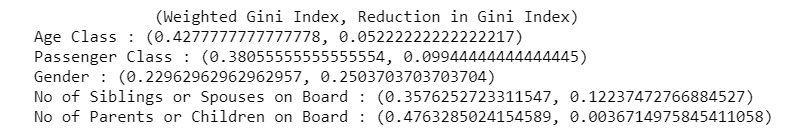 (Weighted Gini Index, Reduction in Gini Index)
Age Class : (0.4277777777777778, 0.05222222222222217)
Passenger Class : (0.38055555555555554, 0.09944444444444445)
Gender : (0.22962962962962957, 0.2503703703703704)
No of Siblings or Spouses on Board : (0.3576252723311547, 0.12237472766884527)
No of Parents or Children on Board : (0.4763285024154589, 0.0036714975845411058)